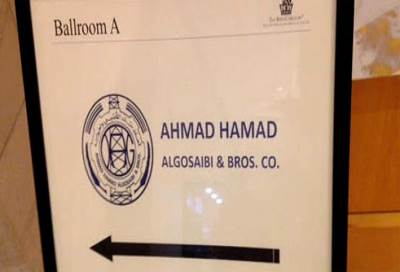 Ballroom A
AHMAD HAMAD
ALGOSAIBI & BROS. CO.